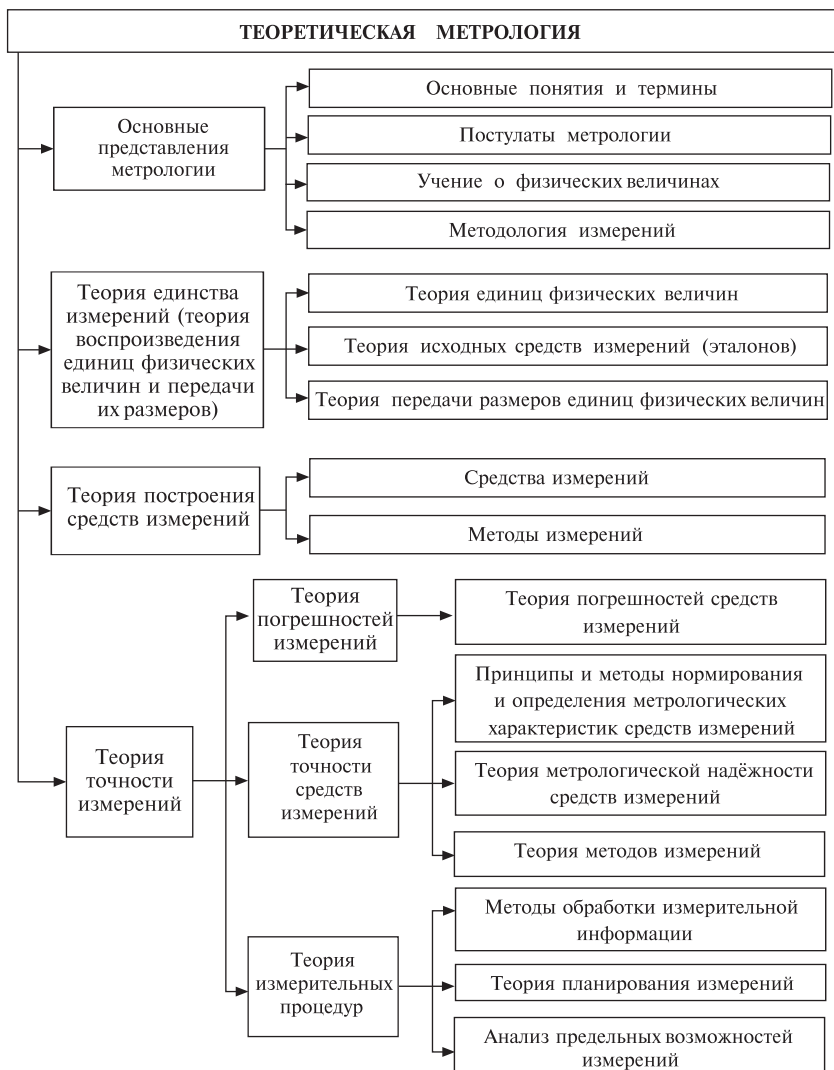 ТЕОРЕТИЧЕСКАЯ МЕТРОЛОГИЯ
Основные
представления
метрологии
Основные понятия и термины
Постулаты метрологии
Учение о физических величинах
Методология измерений
Теория единства
измерений (теория
воспроизведения
единиц физических
величин и передачи
их размеров)
Теория единиц физических величин
Теория исходных средств измерений (эталонов)
Теория передачи размеров единиц физических величин
Теория построения
средств измерений
Средства измерений
Методы измерений
Теория
точности
измерений
Теория
погрешностей
измерений
Теория погрешностей средств
измерений
Теория
точности
средств
измерений
Принципы и методы нормирования
и определения метрологических
характеристик средств измерений
Теория метрологической надёжности
средств измерений
Теория методов измерений
Теория
измерительных
процедур
Методы обработки измерительной
информации
Теория планирования измерений
Анализ предельных возможностей
измерений